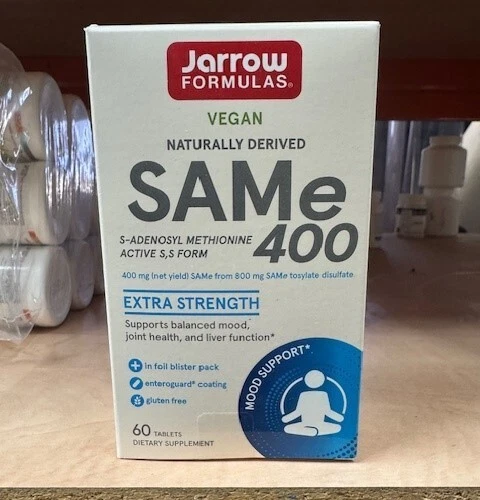 Jarrow
FORMULAS®
VEGAN
NATURALLY DERIVED
SAMe
S-ADENOSYL METHIONINE
ACTIVE S,S FORM
400
400 mg (net yield) SAMe from 800 mg SAMe tosylate disulfate
EXTRA STRENGTH
Supports balanced mood,
joint health, and liver function*
in foil blister pack
enteroguard® coating
gluten free
MOOD SUPPORT*
60 TABLETS
DIETARY SUPPLEMENT